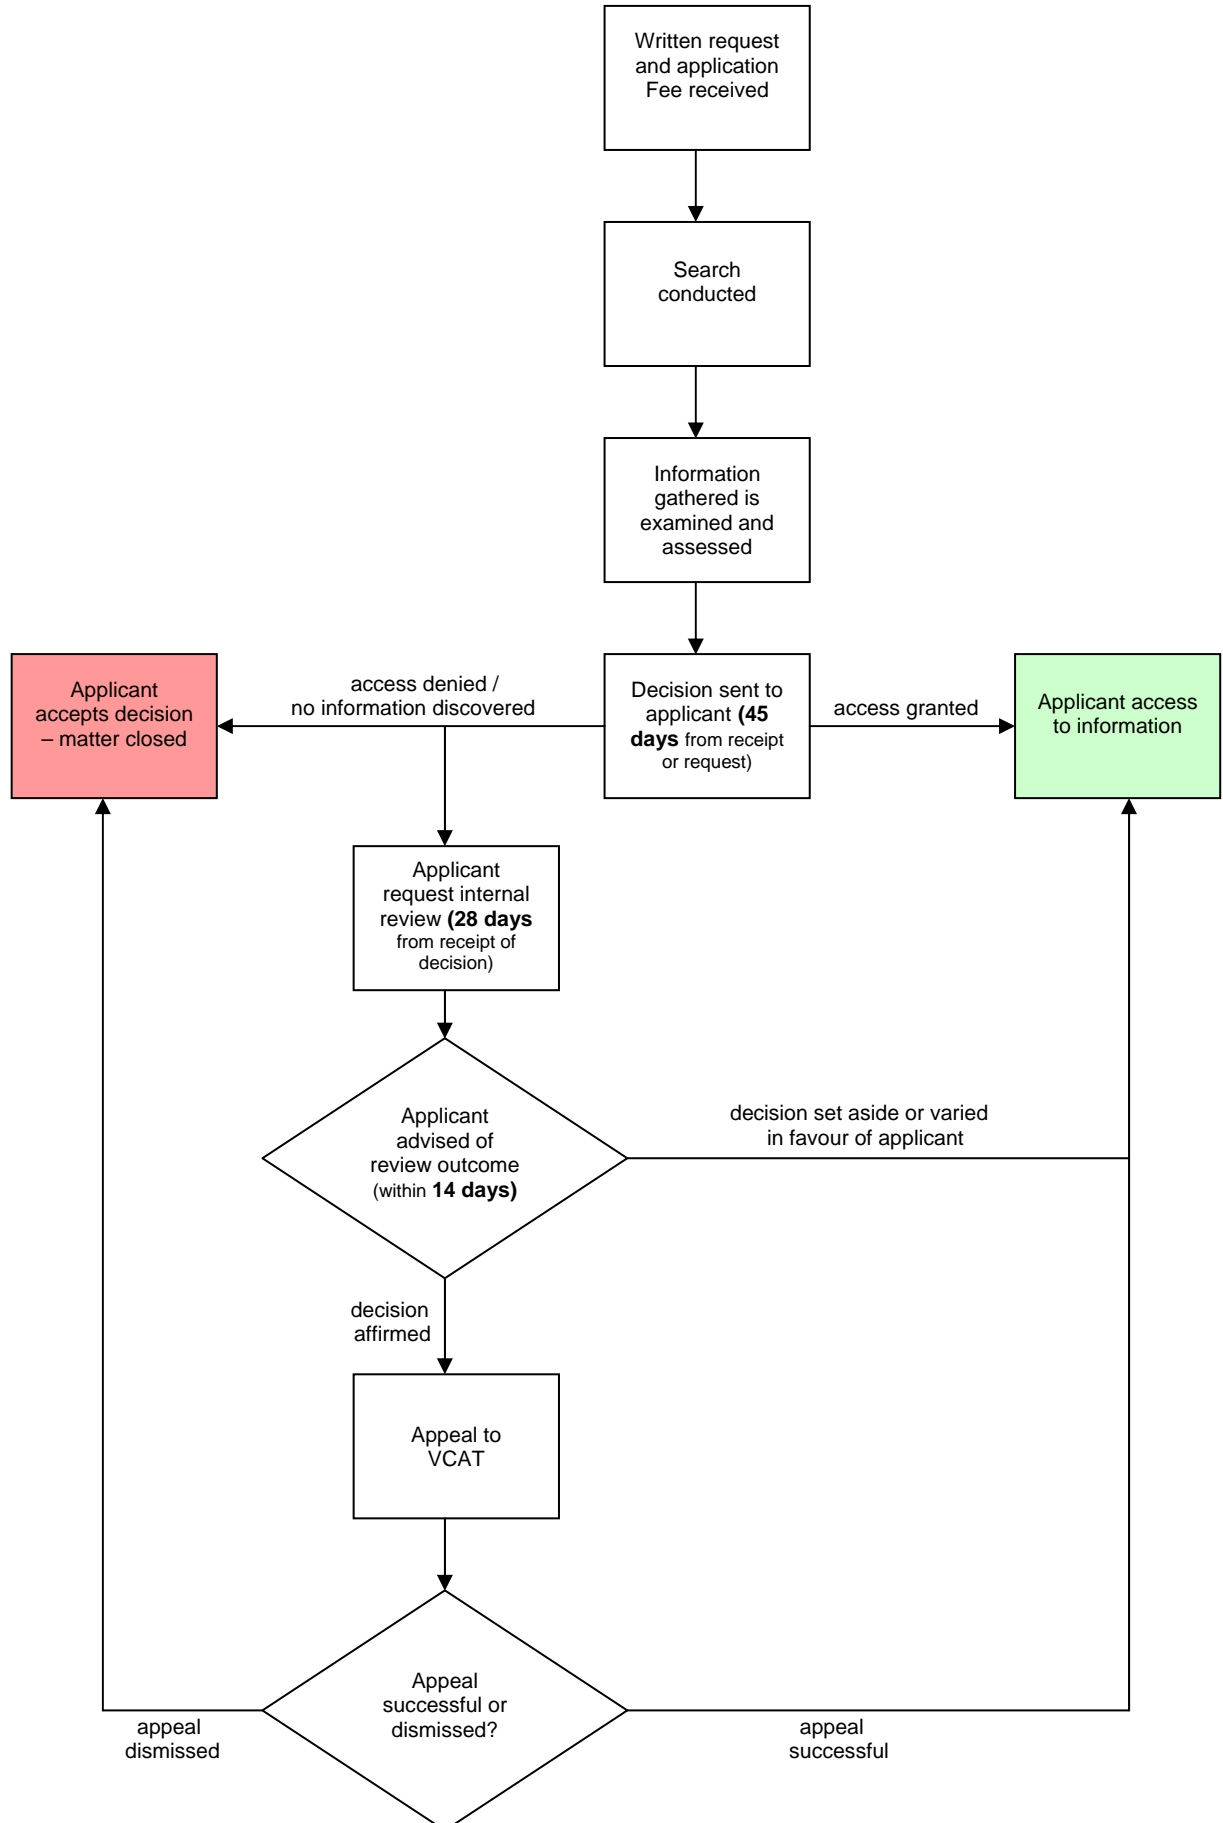 Written request
and application
Fee received
Search
conducted
Information
gathered is
examined and
assessed
Applicant
accepts decision
– matter closed
access denied /
no information discovered
Decision sent to
applicant (45
days from receipt
or request)
access granted
Applicant access
to information
Applicant
request internal
review (28 days
from receipt of
decision)
Applicant
advised of
review outcome
(within 14 days)
decision set aside or varied
in favour of applicant
decision
affirmed
Appeal to
VCAT
Appeal
successful or
dismissed?
appeal
dismissed
appeal
successful